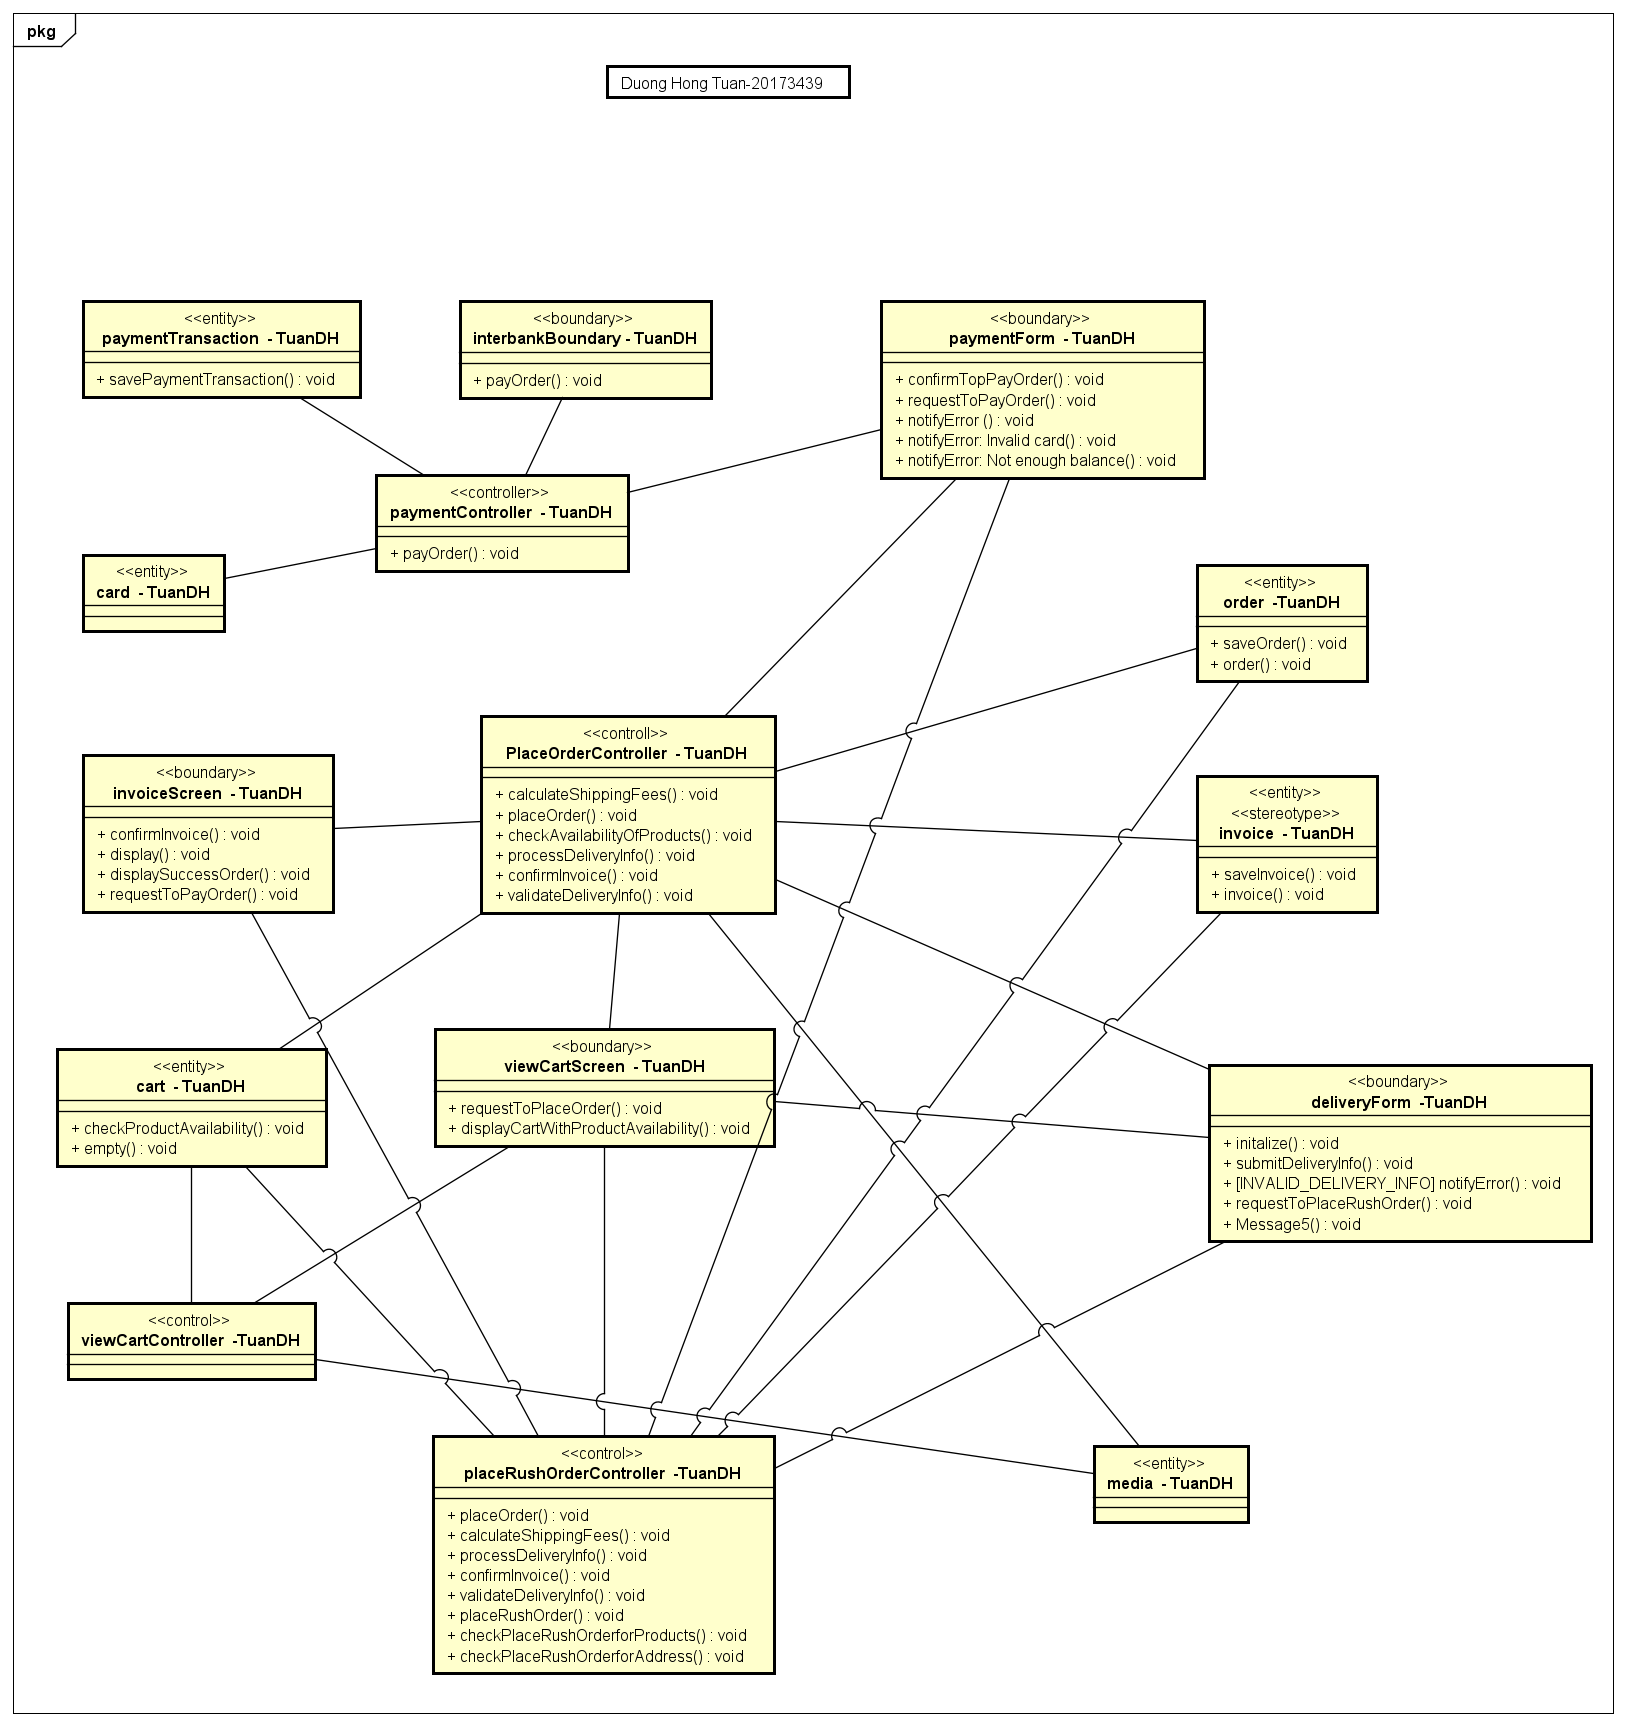 pkg
Duong Hong Tuan-20173439
<<entity>>
paymentTransaction - TuanDH
+ savePaymentTransaction() : void
<<boundary>>
interbankBoundary - TuanDH
+ payOrder() : void
<<boundary>>
paymentForm - TuanDH
+ confirmTopPayOrder() : void
+ requestToPayOrder() : void
+ notifyError () : void
+ notifyError: Invalid card() : void
+ notifyError: Not enough balance() : void
<<controller>>
paymentController - TuanDH
+ payOrder() : void
<<entity>>
card - TuanDH
<<entity>>
order -TuanDH
+ saveOrder() : void
+ order() : void
<<controll>>
PlaceOrderController - TuanDH
+ calculateShippingFees() : void
+ placeOrder() : void
+ checkAvailabilityOfProducts() : void
+ processDeliveryInfo() : void
+ confirmInvoice() : void
+ validateDeliveryInfo() : void
<<boundary>>
invoiceScreen - TuanDH
+ confirmInvoice() : void
+ display() : void
+ displaySuccessOrder() : void
+ requestToPayOrder() : void
<<entity>>
<<stereotype>>
invoice - TuanDH
+ saveInvoice() : void
+ invoice() : void
<<entity>>
cart - TuanDH
+ checkProductAvailability() : void
+ empty() : void
<<boundary>>
viewCartScreen - TuanDH
+ requestToPlaceOrder() : void
+ displayCartWithProductAvailability() : void
<<boundary>>
deliveryForm -TuanDH
+ initalize() : void
+ submitDeliveryInfo() : void
+ [INVALID_DELIVERY_INFO] notifyError() : void
+ requestToPlaceRushOrder() : void
+ Message5() : void
<<control>>
viewCartController -TuanDH
<<control>>
placeRushOrderController -TuanDH
+ placeOrder() : void
+ calculateShippingFees() : void
+ processDeliveryInfo() : void
+ confirmInvoice() : void
+ validateDeliveryInfo() : void
+ placeRushOrder() : void
+ checkPlaceRushOrderforProducts() : void
+ checkPlaceRushOrderforAddress() : void
<<entity>>
media - TuanDH